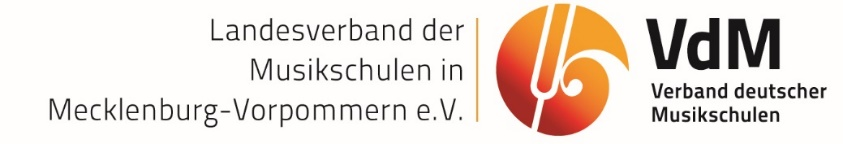 Landesverband der
Musikschulen in
Mecklenburg-Vorpommern e.V.
VdM
Verband deutscher
Musikschulen